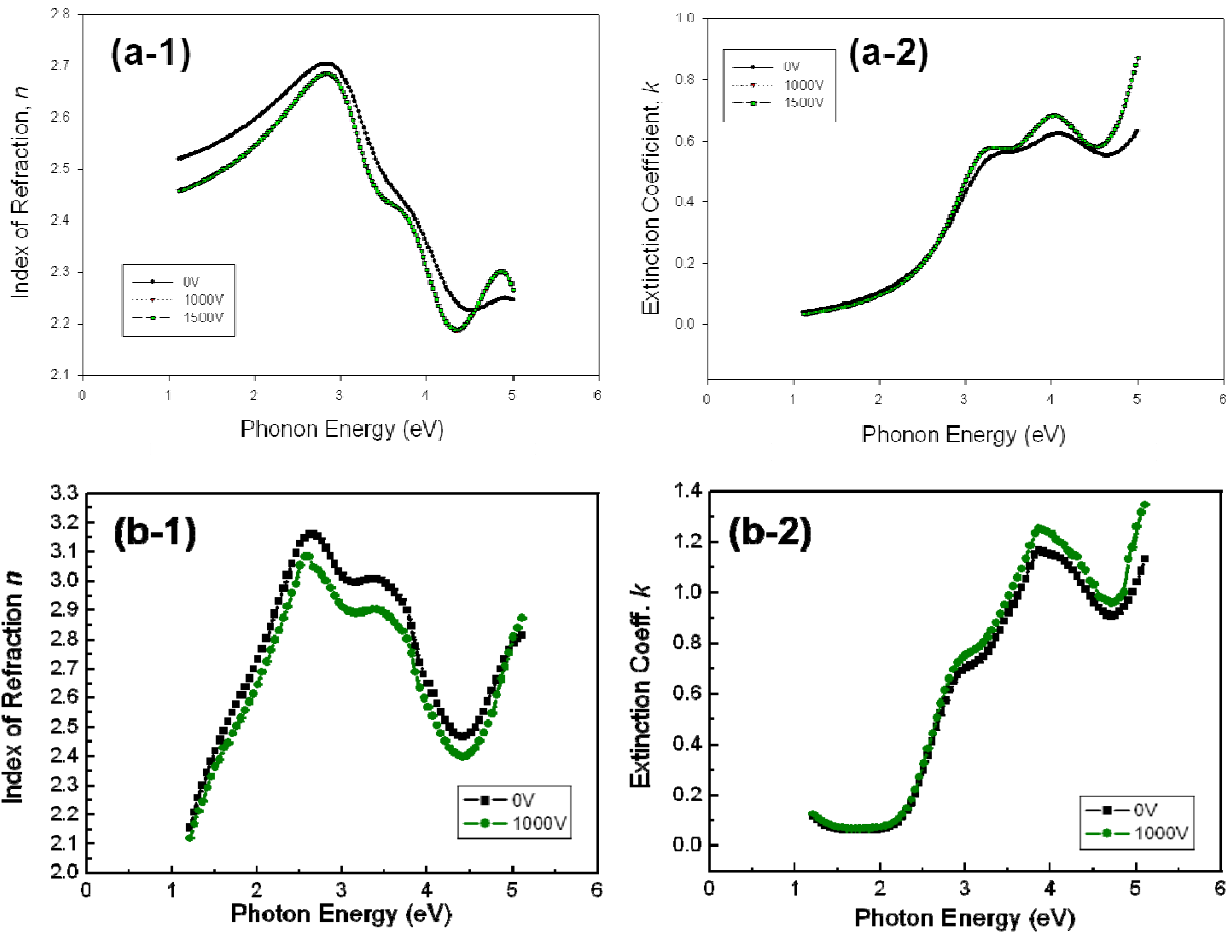 (a-1)
2.8
2.7
2.6
2.5
2.4
2.3
2.2
2.1
Index of Refraction, n
0V
1000V
1500V
0 1 2 3 4 5 6
Phonon Energy (eV)
(a-2)
1.0
0.8
0.6
0.4
0.2
0.0
Extinction Coefficient. k
0V
1000V
1500V
0 1 2 3 4 5 6
Phonon Energy (eV)
(b-1)
3.3
3.2
3.1
3.0
2.9
2.8
2.7
2.6
2.5
2.4
2.3
2.2
2.1
2.0
Index of Refraction n
0V
1000V
0 1 2 3 4 5 6
Photon Energy (eV)
(b-2)
1.4
1.2
1.0
0.8
0.6
0.4
0.2
0.0
Extinction Coeff. k
0V
1000V
0 1 2 3 4 5 6
Photon Energy (eV)